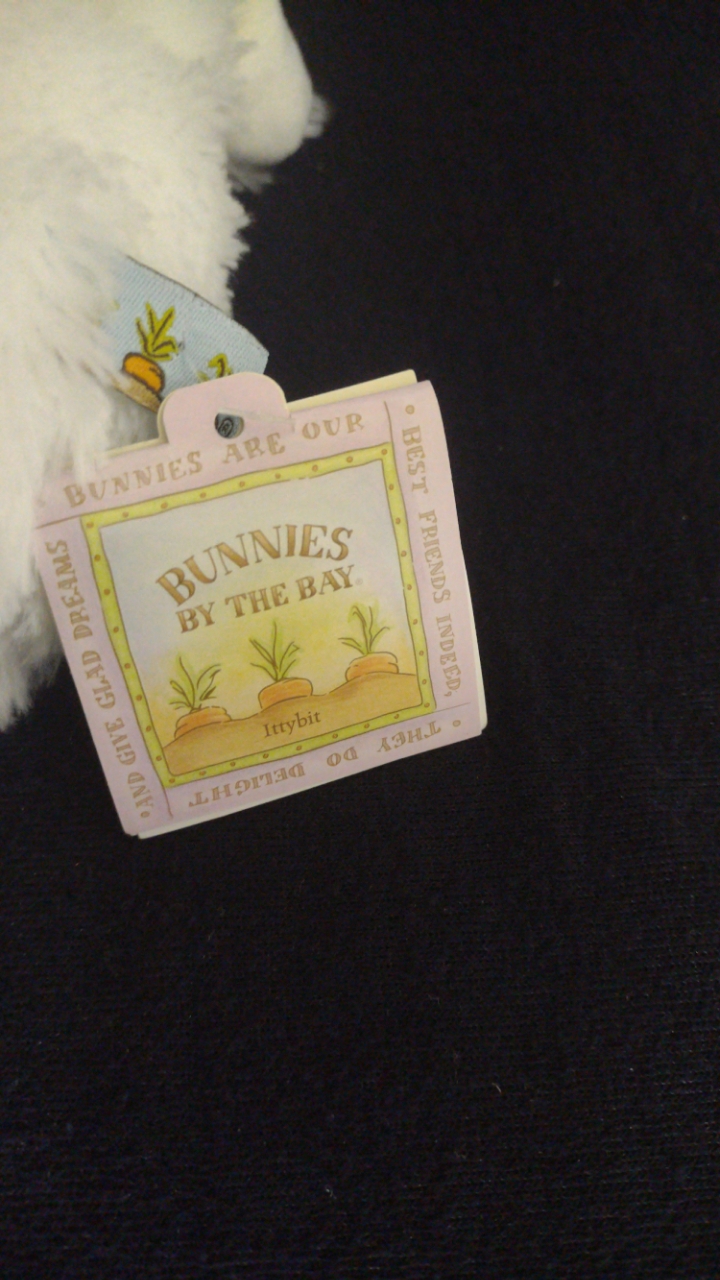 BUNNIES ARE OUR
• BEST FRIENDS INDEED,
• THEY DO DELIGHT
• AND GIVE GLAD DREAMS
BUNNIES
BY THE BAY®
Ittybit